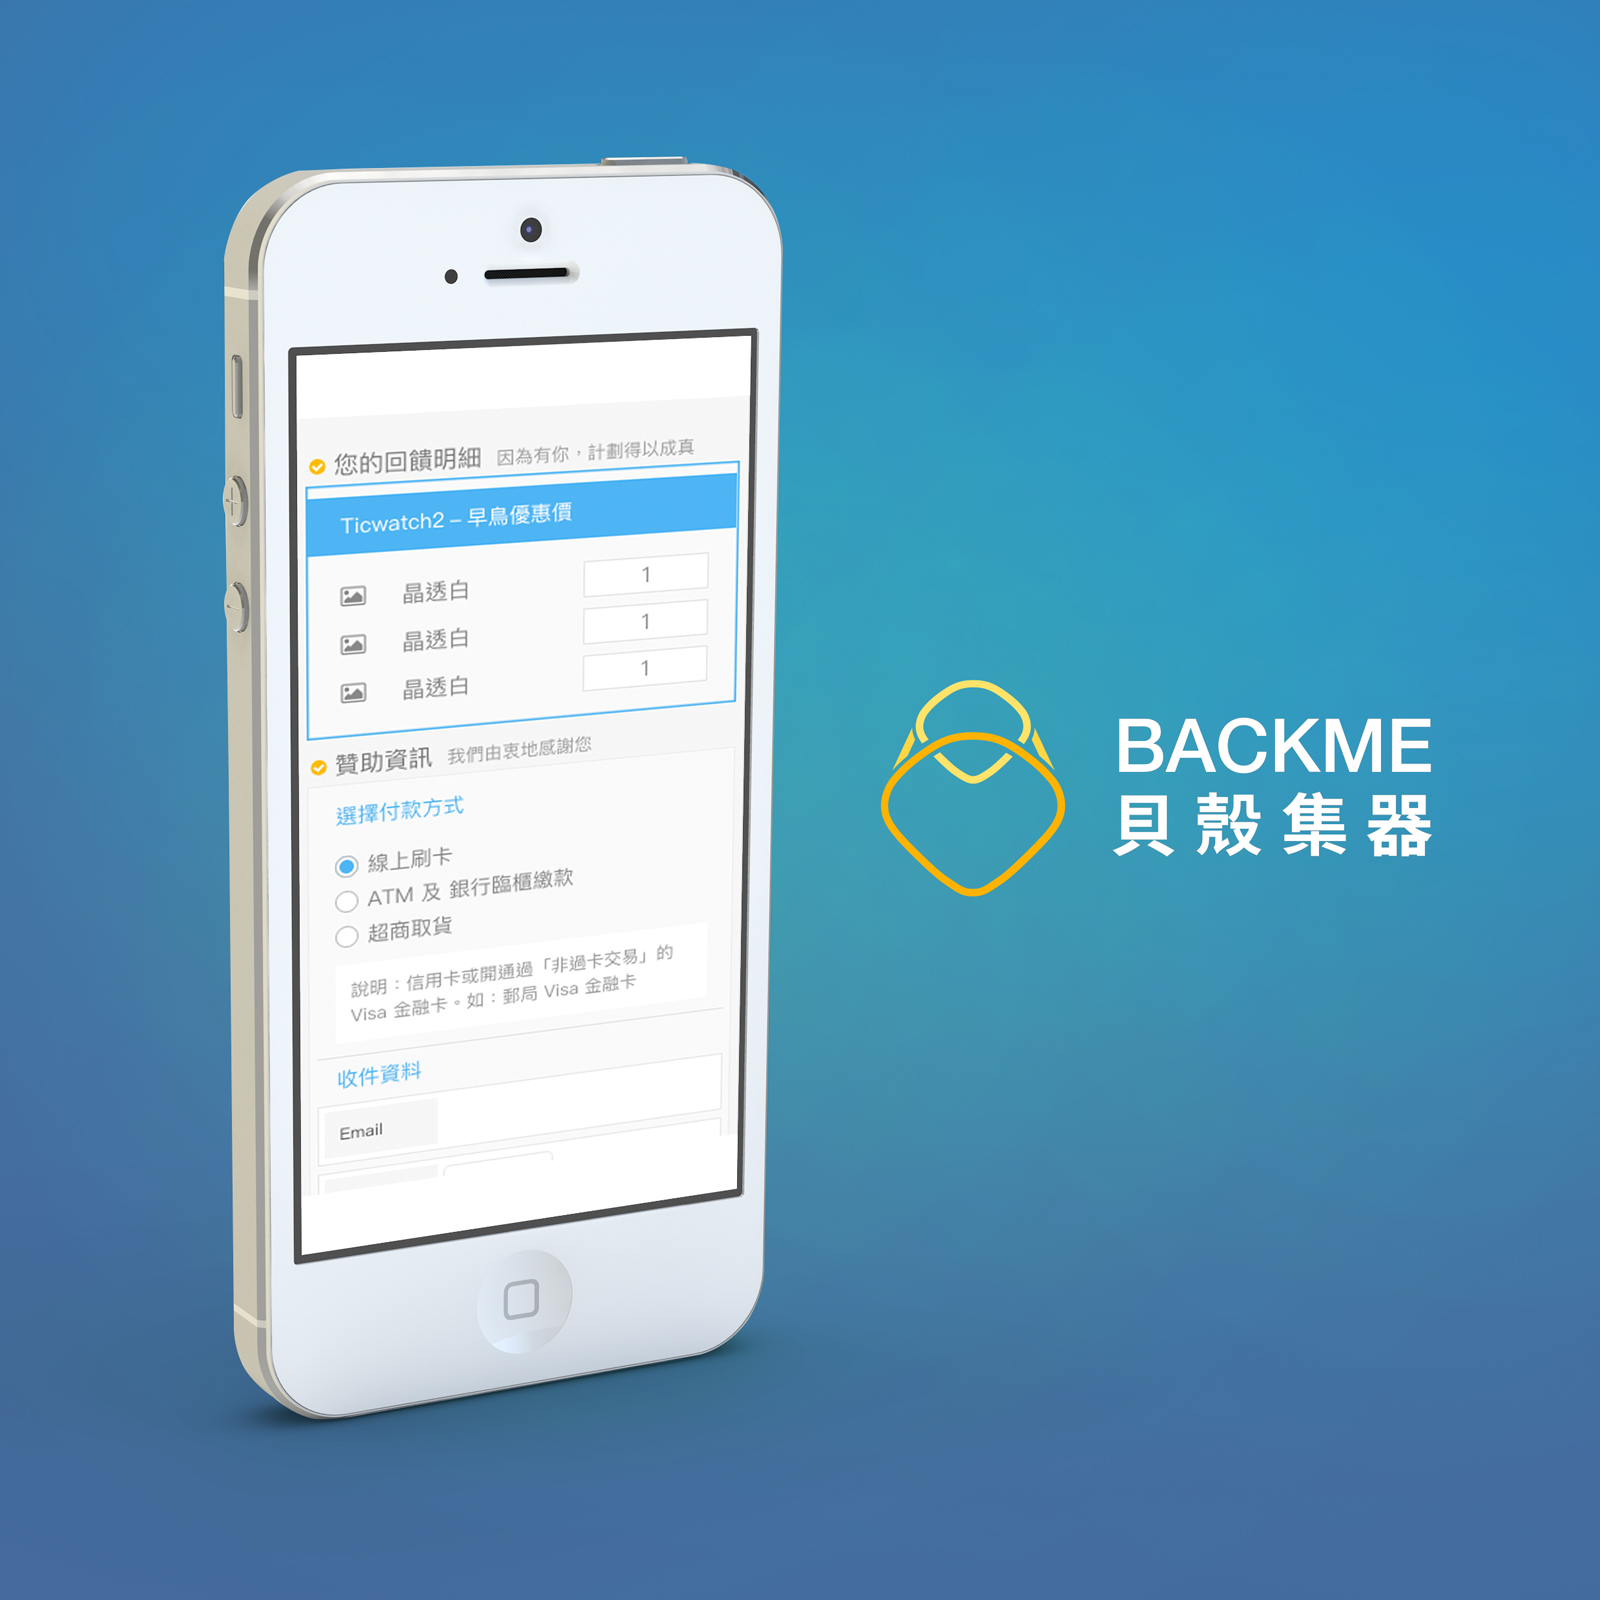 您的回饋明細 因為有你，計劃得以成真
Ticwatch2 – 早鳥優惠價
晶透白 1
晶透白 1
晶透白 1
贊助資訊 我們由衷地感謝您
選擇付款方式
線上刷卡
ATM 及 銀行臨櫃繳款
超商取貨
說明：信用卡或開通過「非過卡交易」的
Visa 金融卡。如：郵局 Visa 金融卡
收件資料
Email
BACKME
貝殼集器